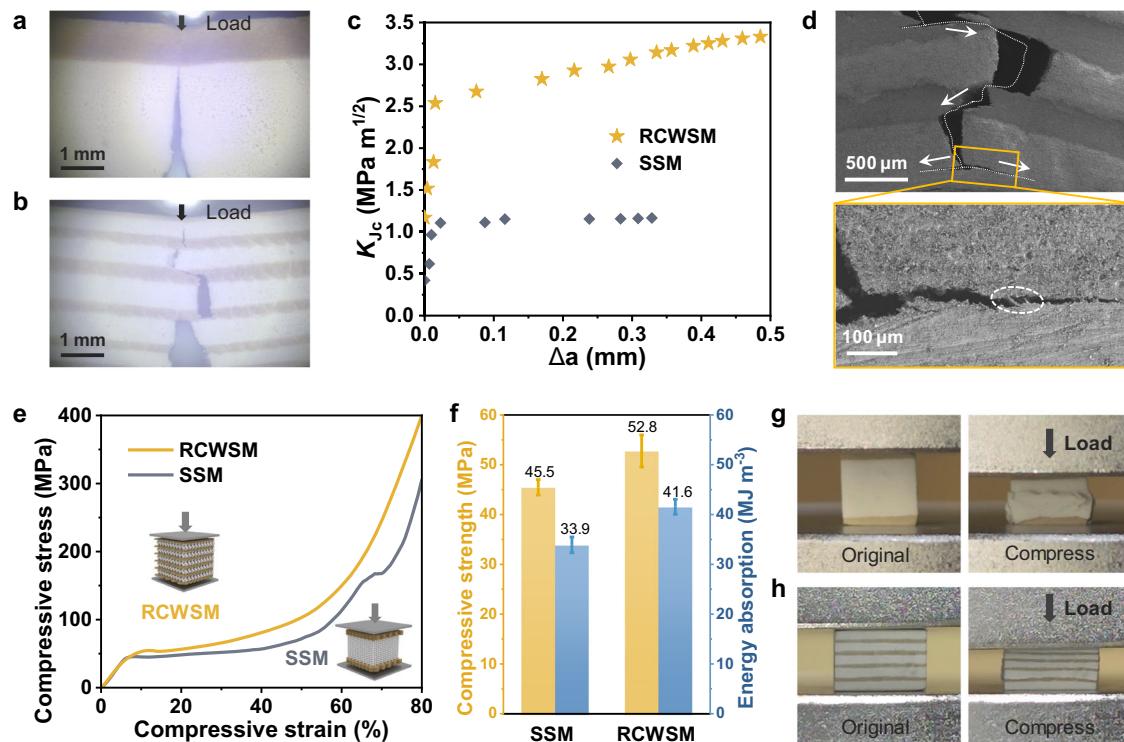 a
Load
1 mm
b
Load
1 mm
c
K_Jc (MPa m^1/2)
3.5
3.0
2.5
2.0
1.5
1.0
0.5
0.0
RCWSM
SSM
0.0
0.1
0.2
0.3
0.4
0.5
Δa (mm)
d
500 μm
100 μm
e
Compressive stress (MPa)
400
300
200
100
0
RCWSM
SSM
RCWSM
SSM
0
20
40
60
80
Compressive strain (%)
f
Compressive strength (MPa)
60
50
40
30
20
10
0
45.5
33.9
52.8
41.6
SSM
RCWSM
60
50
40
30
20
10
0
Energy absorption (MJ m⁻³)
g
Original
Load
Compress
h
Original
Load
Compress